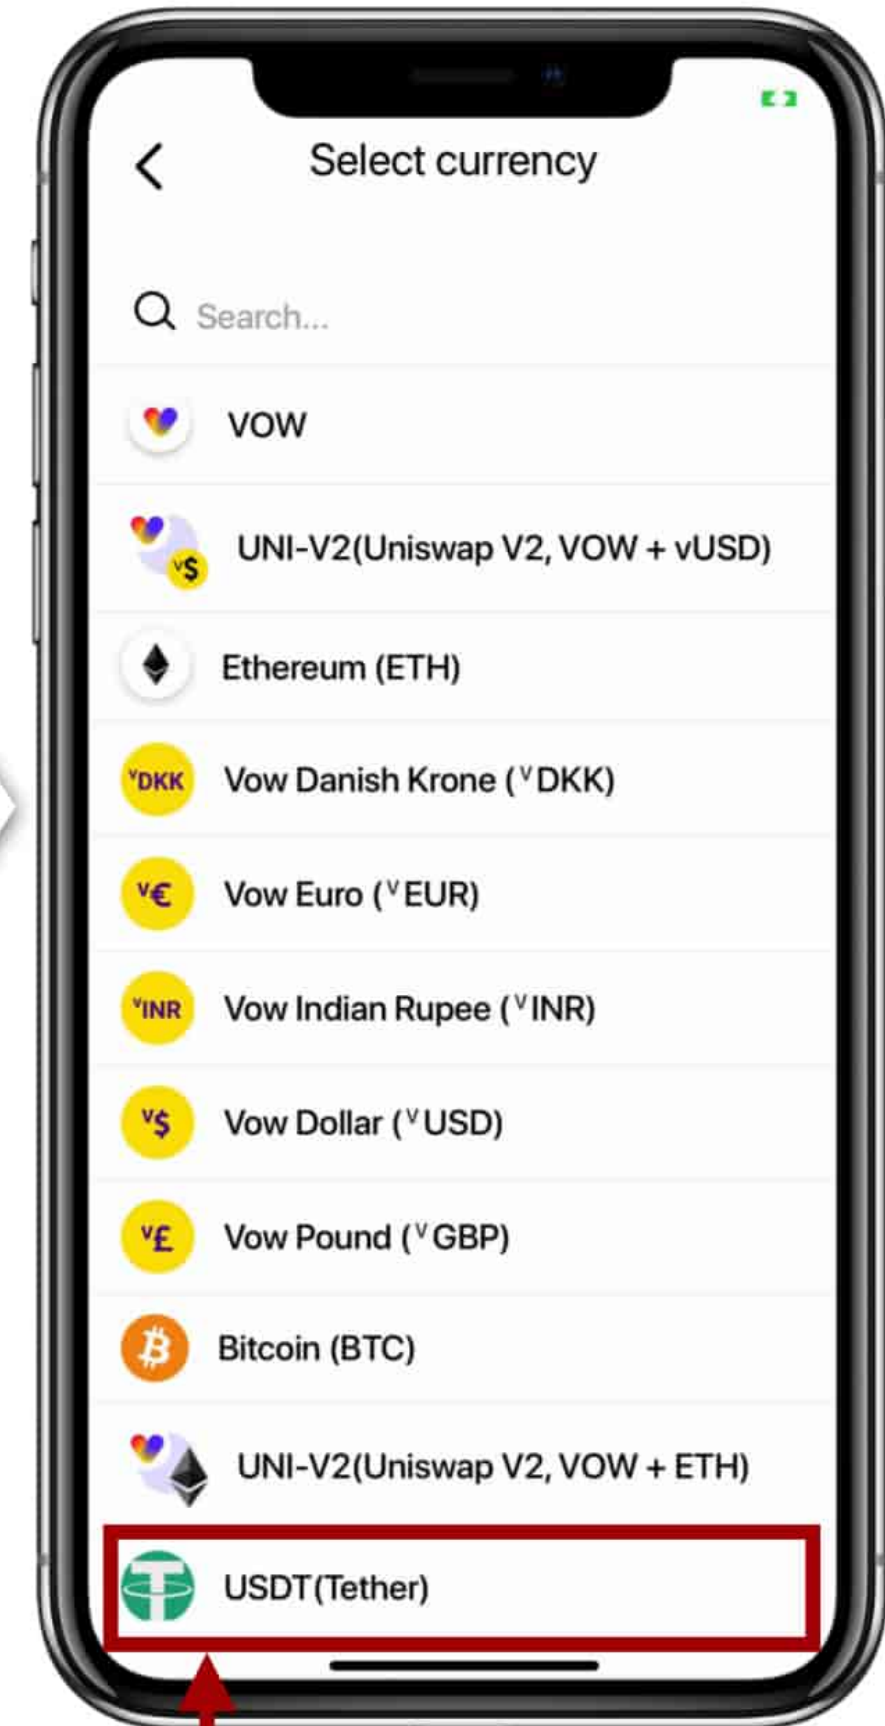 Select currency
Search...
VOW
v$
UNI-V2(Uniswap V2, VOW + vUSD)
Ethereum (ETH)
vDKK
Vow Danish Krone (ⱽDKK)
v€
Vow Euro (ⱽEUR)
vINR
Vow Indian Rupee (ⱽINR)
v$
Vow Dollar (ⱽUSD)
v£
Vow Pound (ⱽGBP)
Bitcoin (BTC)
UNI-V2(Uniswap V2, VOW + ETH)
USDT(Tether)